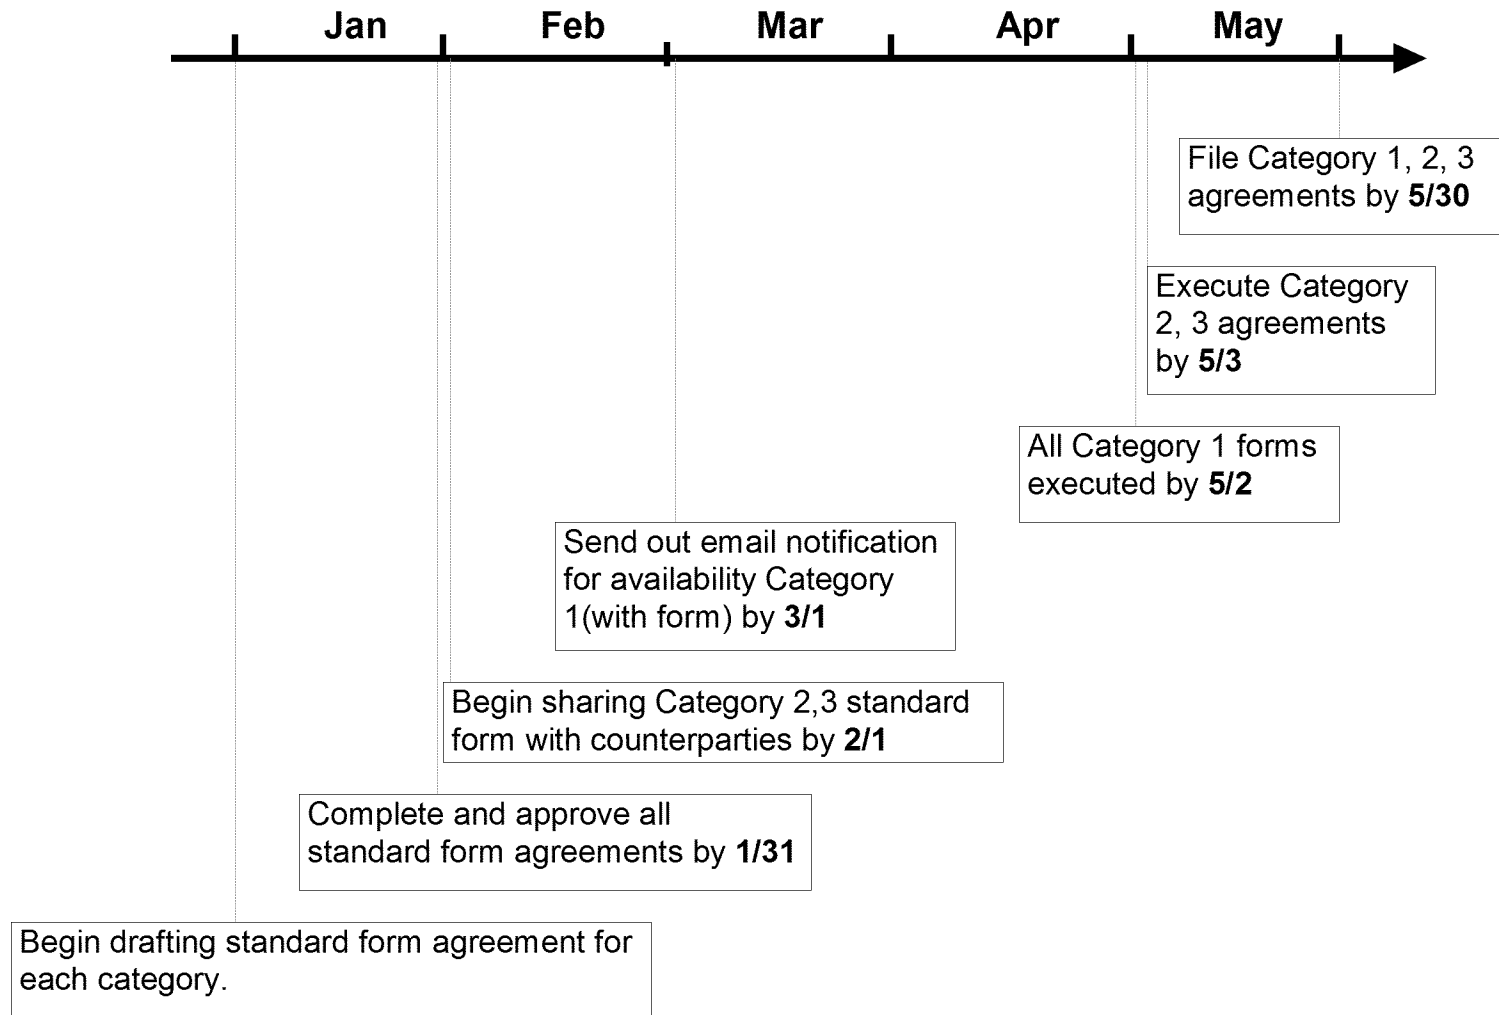 Jan Feb Mar Apr May
File Category 1, 2, 3
agreements by 5/30
Execute Category
2, 3 agreements
by 5/3
All Category 1 forms
executed by 5/2
Send out email notification
for availability Category
1(with form) by 3/1
Begin sharing Category 2,3 standard
form with counterparties by 2/1
Complete and approve all
standard form agreements by 1/31
Begin drafting standard form agreement for
each category.